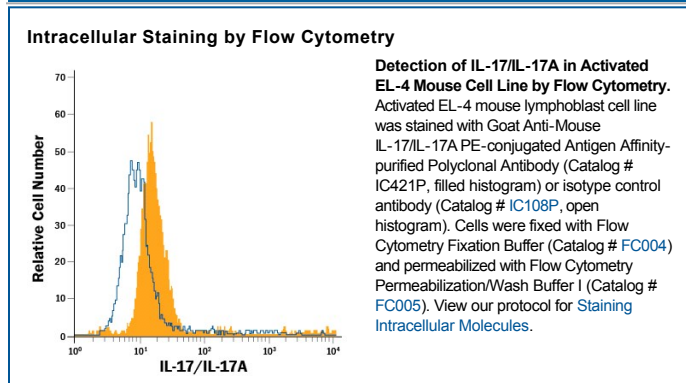 Intracellular Staining by Flow Cytometry
70
60
50
40
30
20
10
0
Relative Cell Number
10⁰
10¹
10²
10³
10⁴
IL-17/IL-17A
Detection of IL-17/IL-17A in Activated
EL-4 Mouse Cell Line by Flow Cytometry.
Activated EL-4 mouse lymphoblast cell line
was stained with Goat Anti-Mouse
IL-17/IL-17A PE-conjugated Antigen Affinity-
purified Polyclonal Antibody (Catalog #
IC421P, filled histogram) or isotype control
antibody (Catalog # IC108P, open
histogram). Cells were fixed with Flow
Cytometry Fixation Buffer (Catalog # FC004)
and permeabilized with Flow Cytometry
Permeabilization/Wash Buffer I (Catalog #
FC005). View our protocol for Staining
Intracellular Molecules.